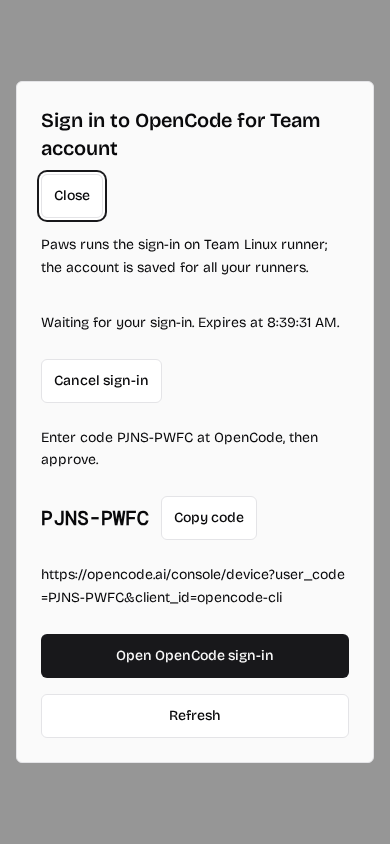 Sign in to OpenCode for Team
account
Close
Paws runs the sign-in on Team Linux runner;
the account is saved for all your runners.
Waiting for your sign-in. Expires at 8:39:31 AM.
Cancel sign-in
Enter code PJNS-PWFC at OpenCode, then
approve.
PJNS-PWFC
Copy code
https://opencode.ai/console/device?user_code
=PJNS-PWFC&client_id=opencode-cli
Open OpenCode sign-in
Refresh